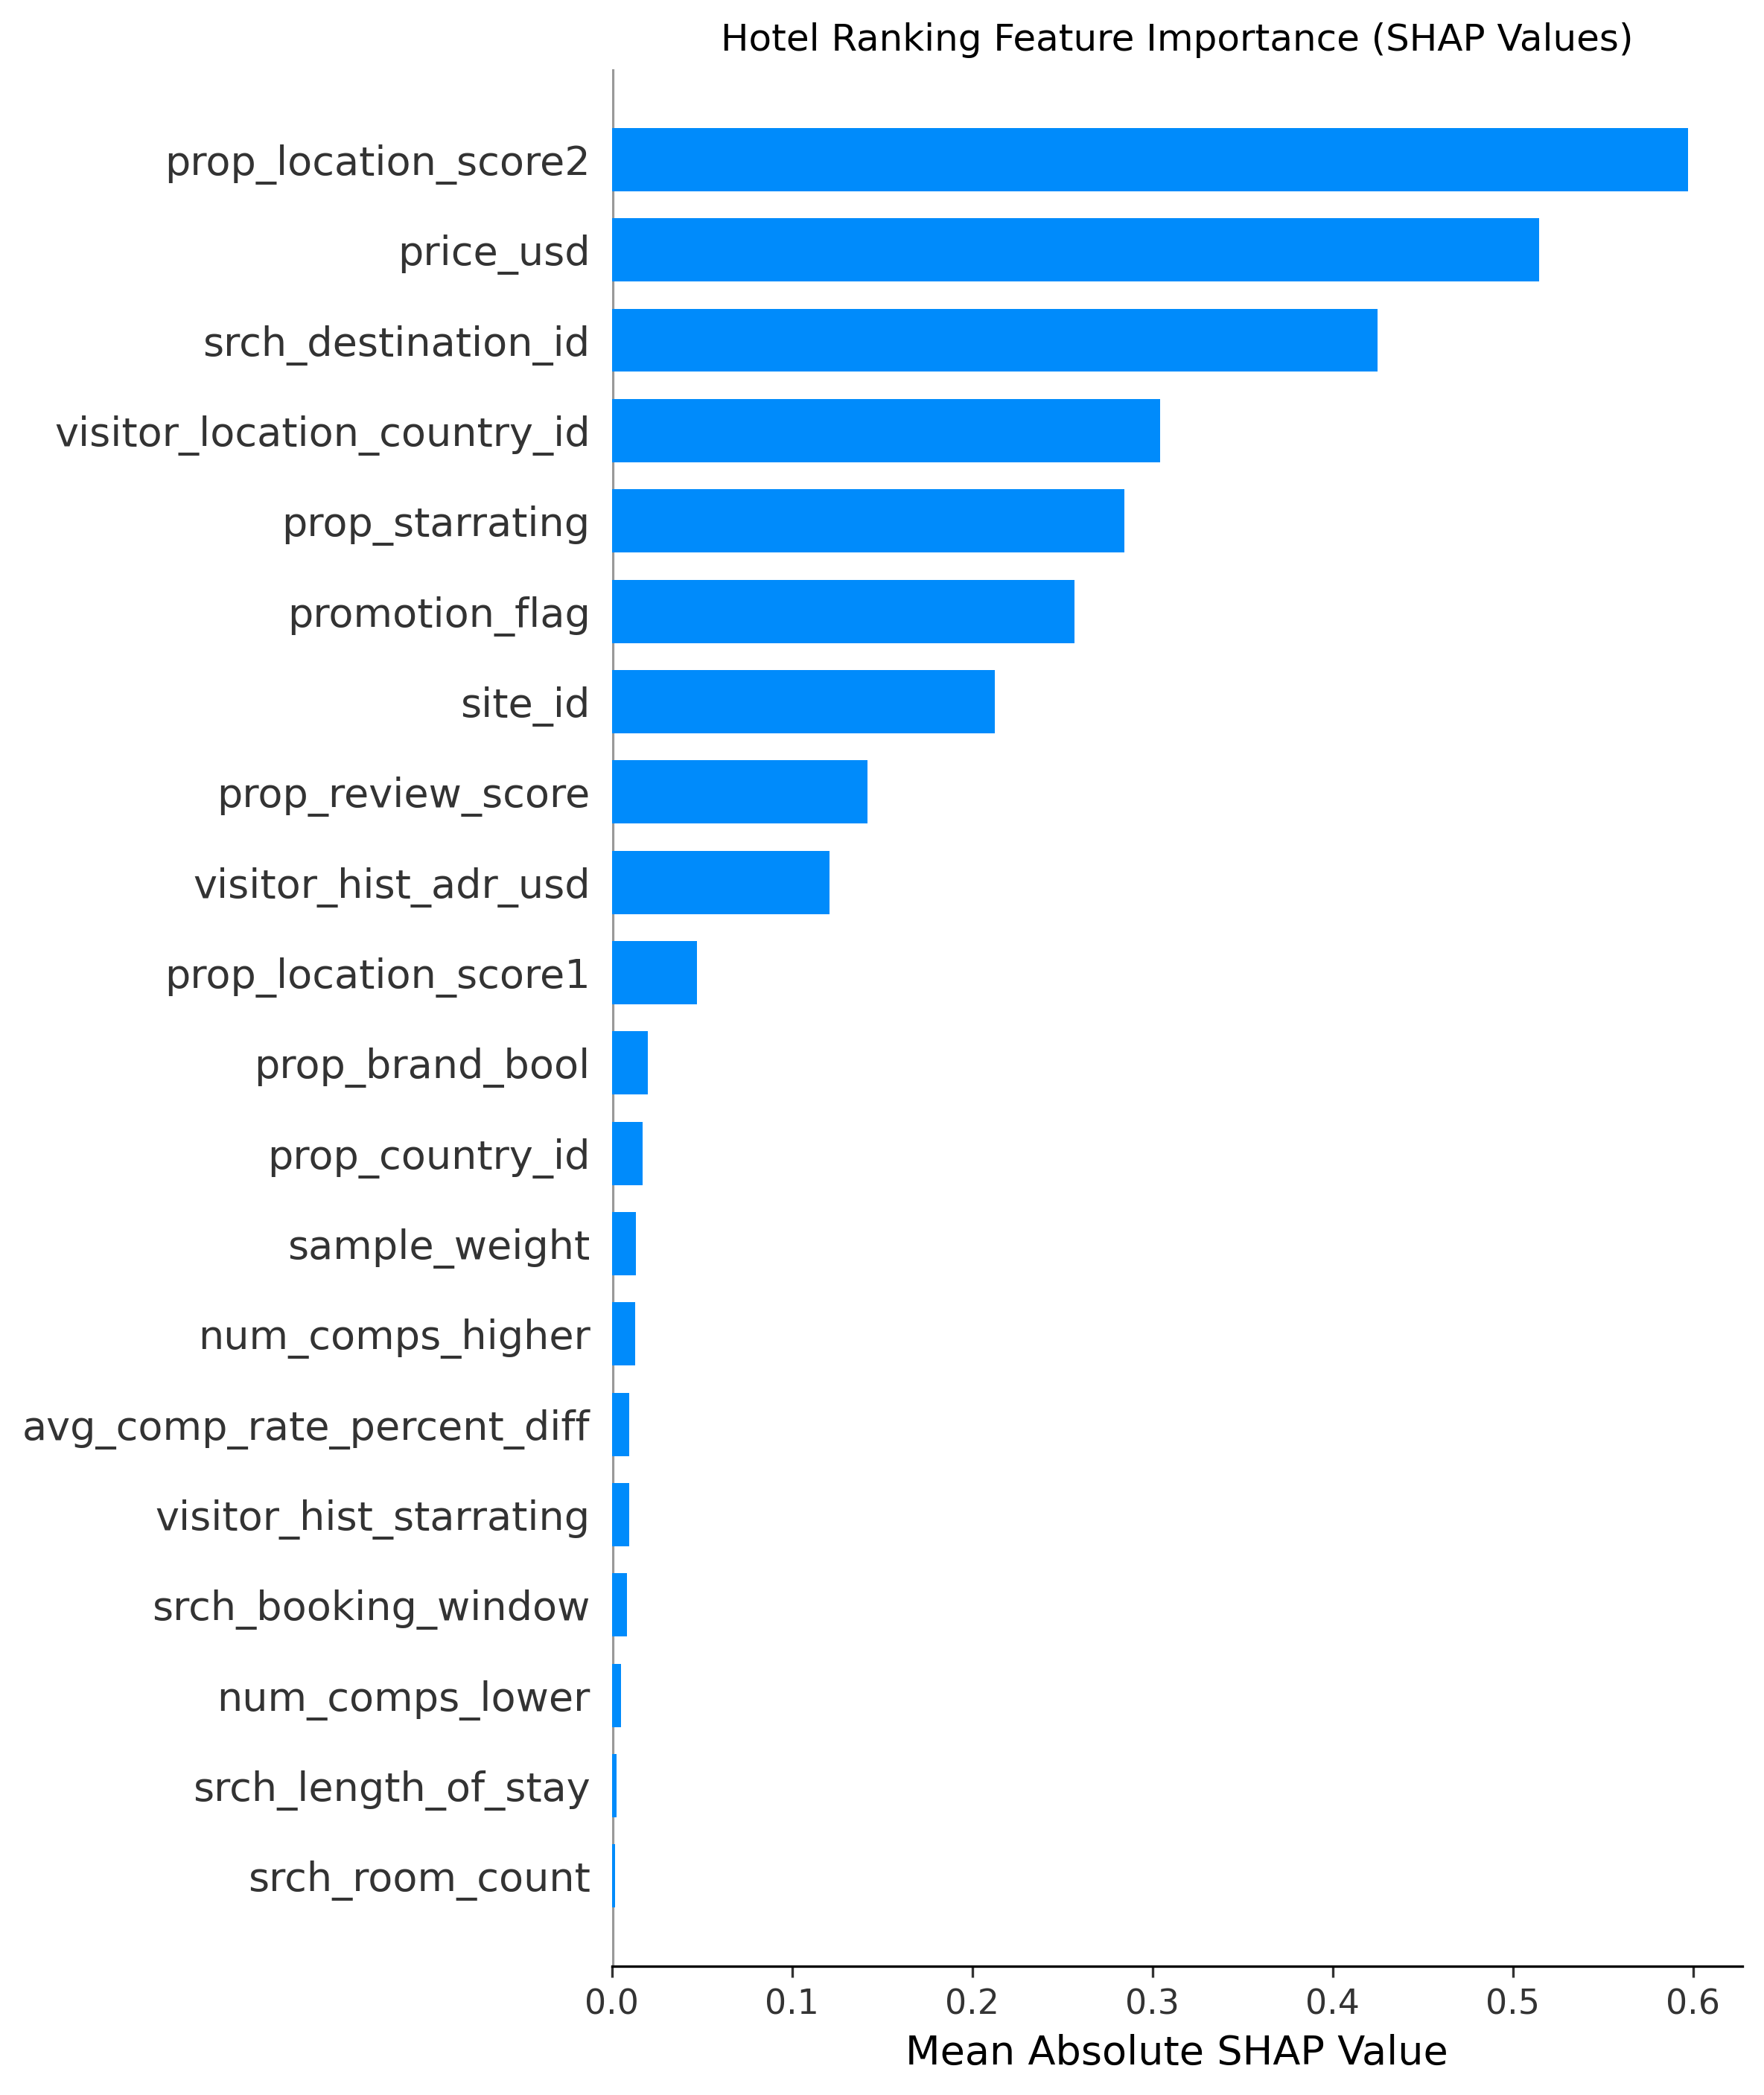 Hotel Ranking Feature Importance (SHAP Values)
prop_location_score2
price_usd
srch_destination_id
visitor_location_country_id
prop_starrating
promotion_flag
site_id
prop_review_score
visitor_hist_adr_usd
prop_location_score1
prop_brand_bool
prop_country_id
sample_weight
num_comps_higher
avg_comp_rate_percent_diff
visitor_hist_starrating
srch_booking_window
num_comps_lower
srch_length_of_stay
srch_room_count
0.0 0.1 0.2 0.3 0.4 0.5 0.6
Mean Absolute SHAP Value